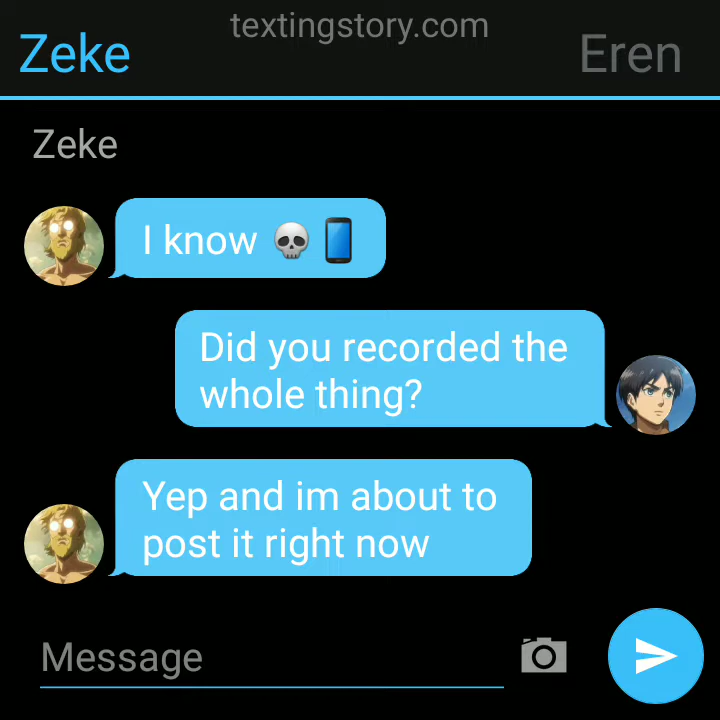 textingstory.com
Zeke
Eren
Zeke
I know 💀📱
Did you recorded the
whole thing?
Yep and im about to
post it right now
Message